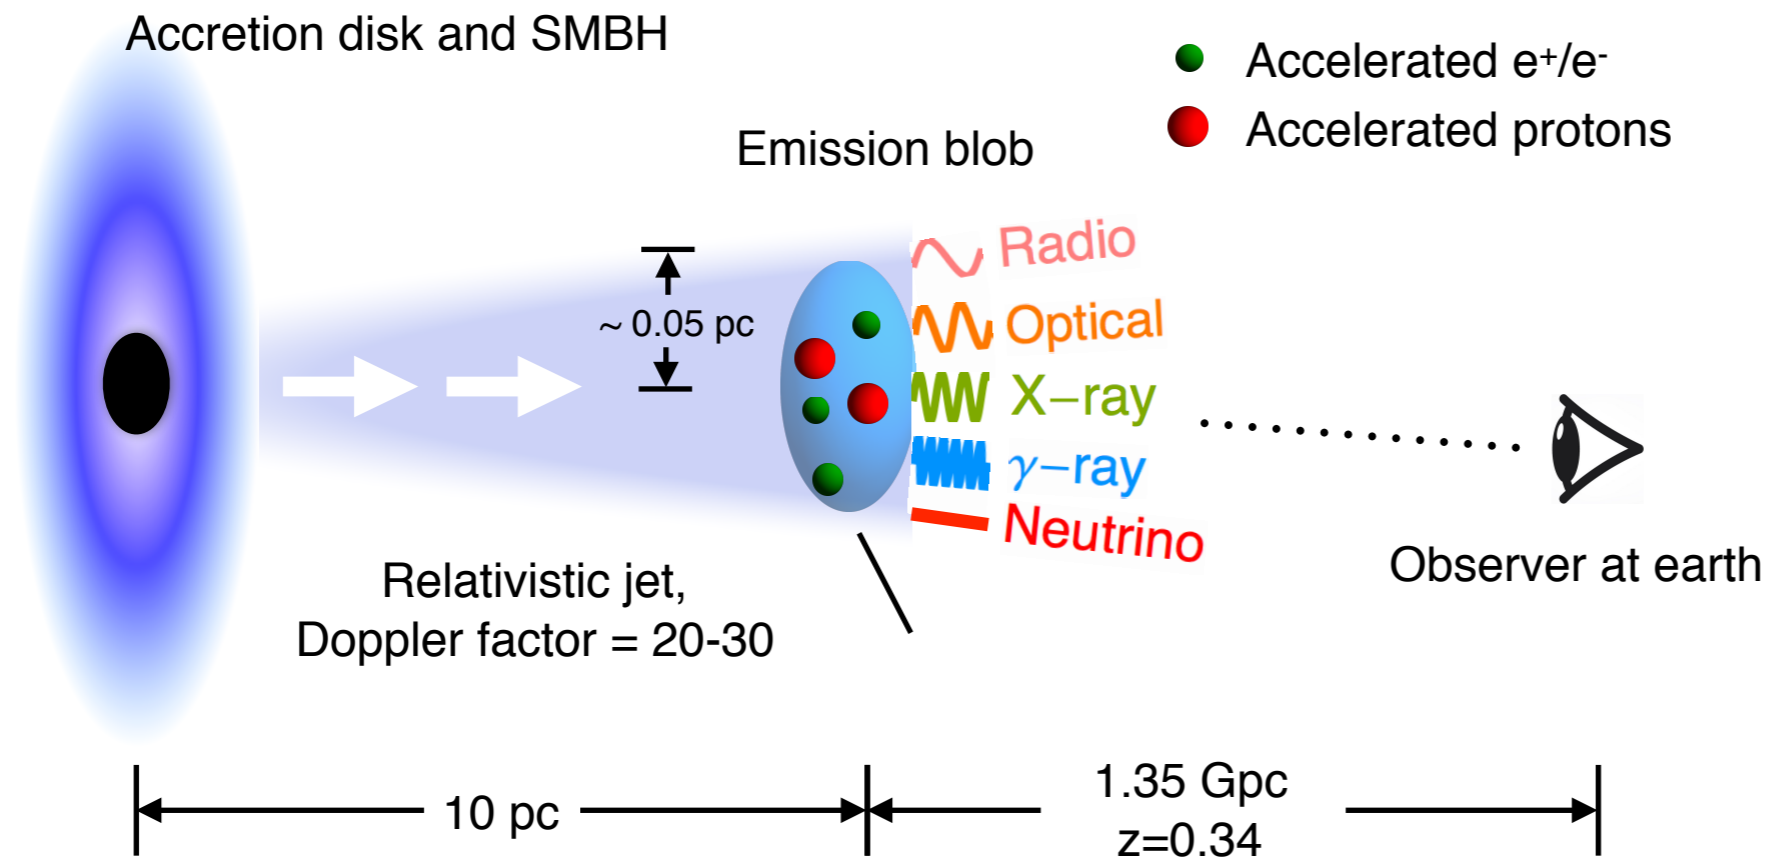 Accretion disk and SMBH
Accelerated e⁺/e⁻
Accelerated protons
Emission blob
~ 0.05 pc
Radio
Optical
X−ray
γ−ray
Neutrino
Observer at earth
Relativistic jet,
Doppler factor = 20-30
10 pc
1.35 Gpc
z=0.34